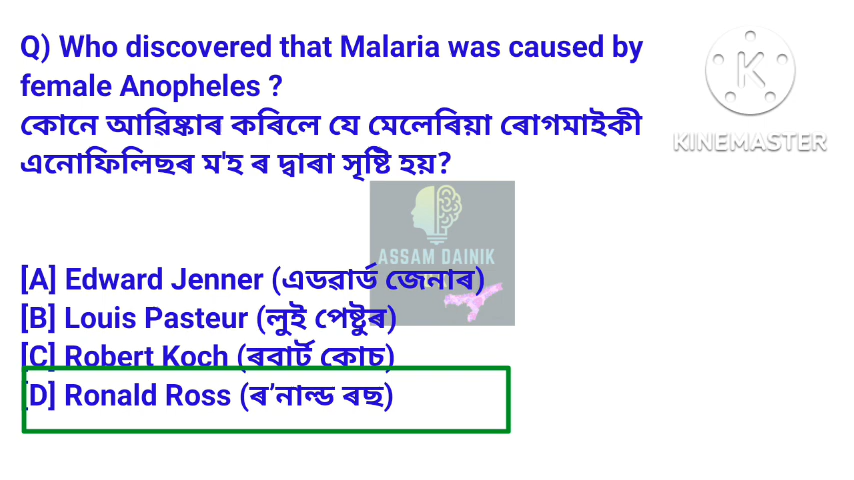 Q) Who discovered that Malaria was caused by
female Anopheles ?
কোনে আৱিষ্কাৰ কৰিলে যে মেলেৰিয়া ৰোগমাইকী
এনোফিলিছৰ ম'হ ৰ দ্বাৰা সৃষ্টি হয়?
KINEMASTER
ASSAM DAINIK
[A] Edward Jenner (এডৱাৰ্ড জেনাৰ)
[B] Louis Pasteur (লুই পেষ্টুৰ)
[C] Robert Koch (ৰবাৰ্ট কোচ)
[D] Ronald Ross (ৰ’নাল্ড ৰছ)